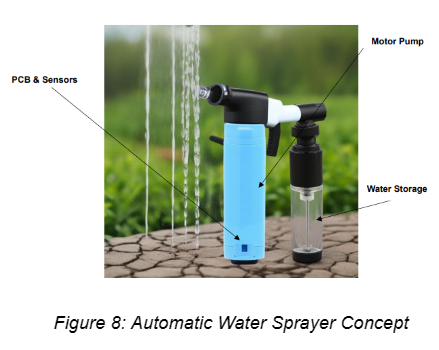 Motor Pump
PCB & Sensors
Water Storage
Figure 8: Automatic Water Sprayer Concept